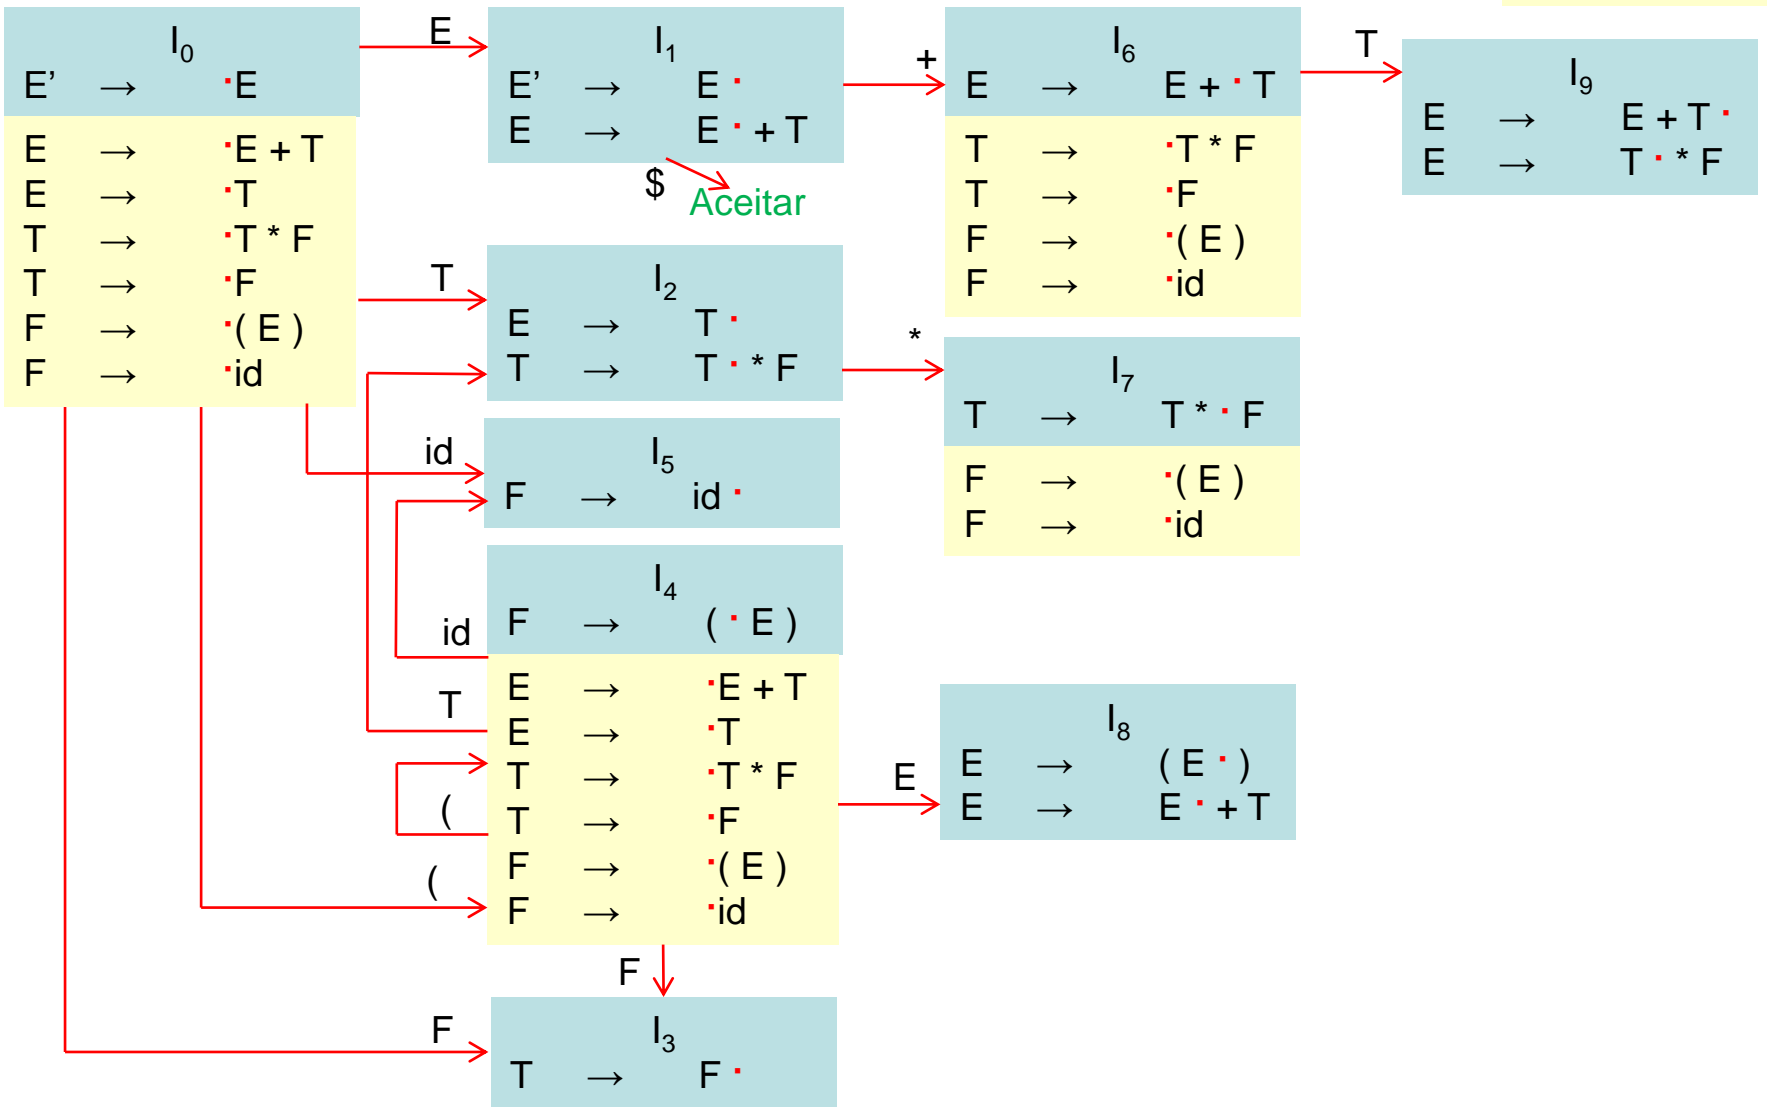 I0
E’ → ·E
E → ·E + T
E → ·T
T → ·T * F
T → ·F
F → ·( E )
F → ·id
E
I1
E’ → E ·
E → E · + T
$
Aceitar
+
I6
E → E + · T
T → ·T * F
T → ·F
F → ·( E )
F → ·id
T
I9
E → E + T ·
E → T · * F
T
I2
E → T ·
T → T · * F
*
I7
T → T * · F
F → ·( E )
F → ·id
id
I5
F → id ·
id
T
(
(
I4
F → ( · E )
E → ·E + T
E → ·T
T → ·T * F
T → ·F
F → ·( E )
F → ·id
E
I8
E → ( E · )
E → E · + T
F
F
I3
T → F ·